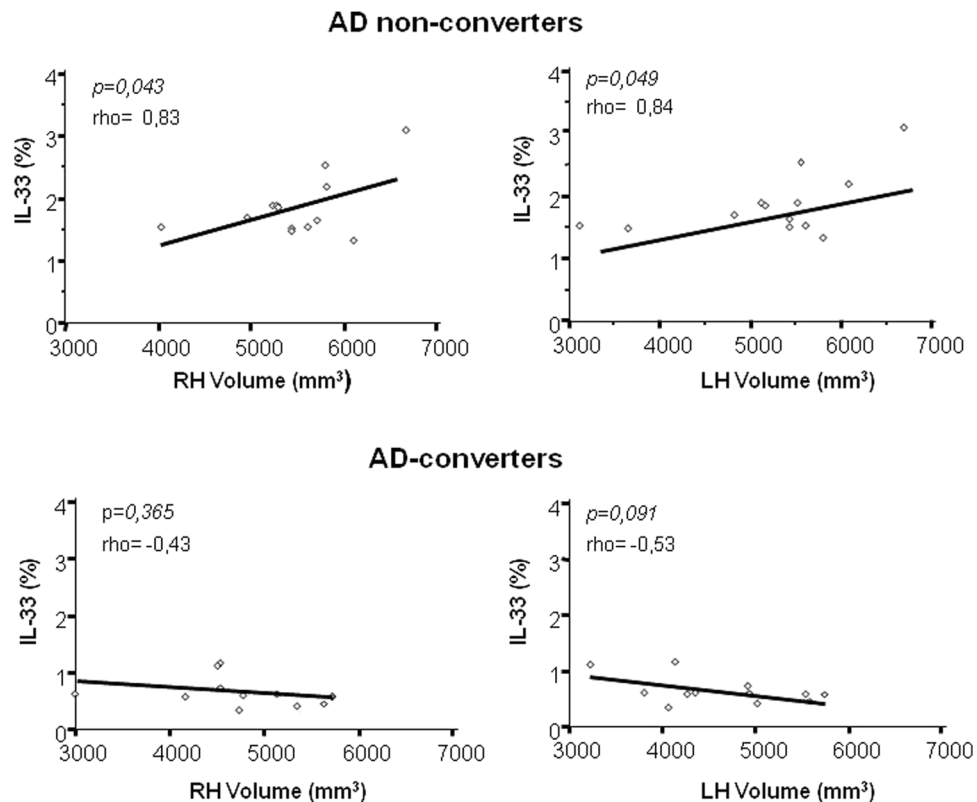 AD non-converters
p=0,043
rho= 0,83
IL-33 (%)
4
3
2
1
0
3000 4000 5000 6000 7000
RH Volume (mm³)
p=0,049
rho= 0,84
IL-33 (%)
4
3
2
1
0
3000 4000 5000 6000 7000
LH Volume (mm³)
AD-converters
p=0,365
rho= -0,43
IL-33 (%)
4
3
2
1
0
3000 4000 5000 6000 7000
RH Volume (mm³)
p=0,091
rho= -0,53
IL-33 (%)
4
3
2
1
0
3000 4000 5000 6000 7000
LH Volume (mm³)